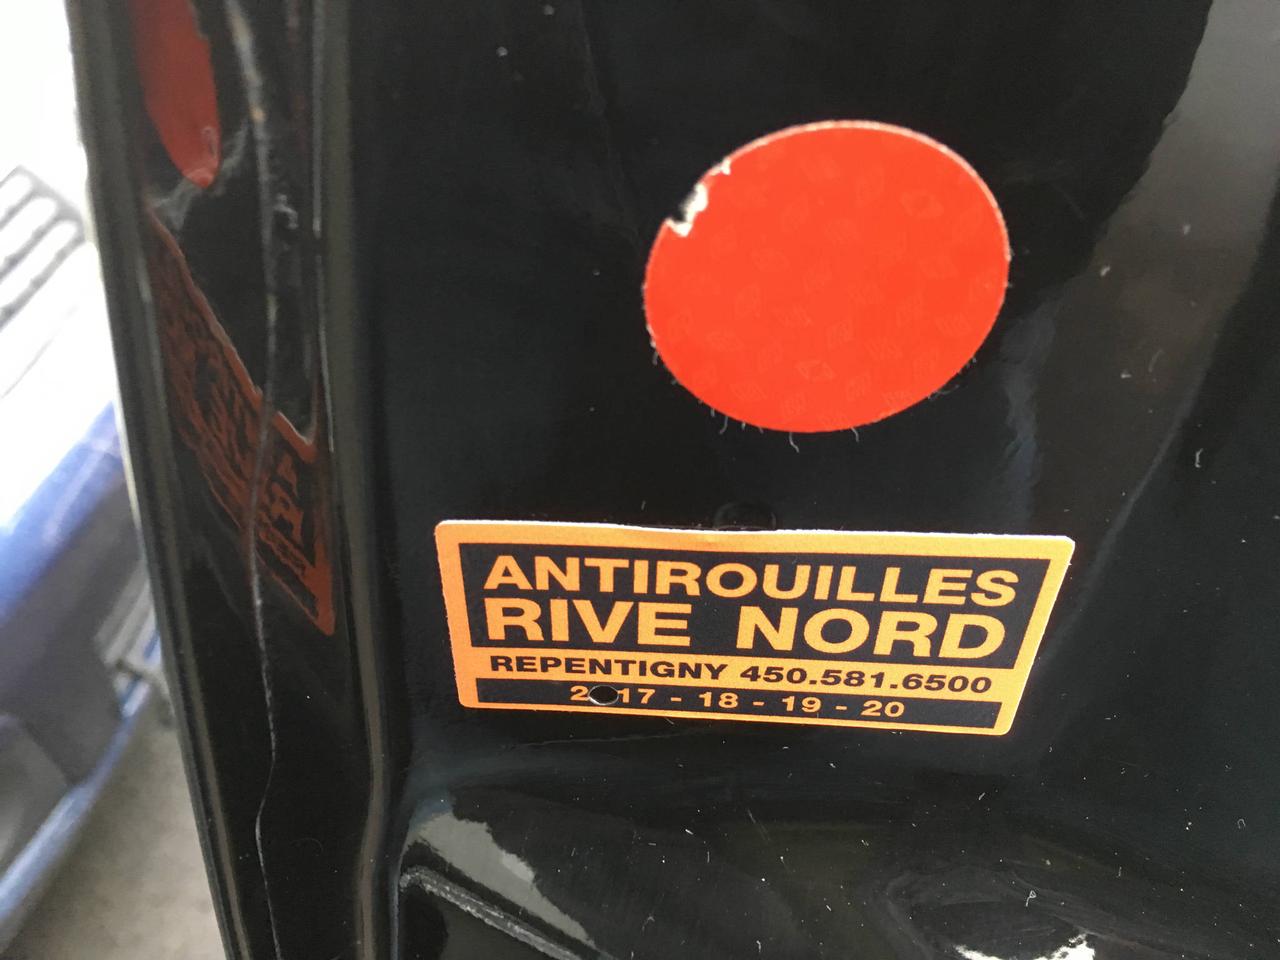 ANTIROUILLES
RIVE NORD
REPENTIGNY 450.581.6500
2017 - 18 - 19 - 20